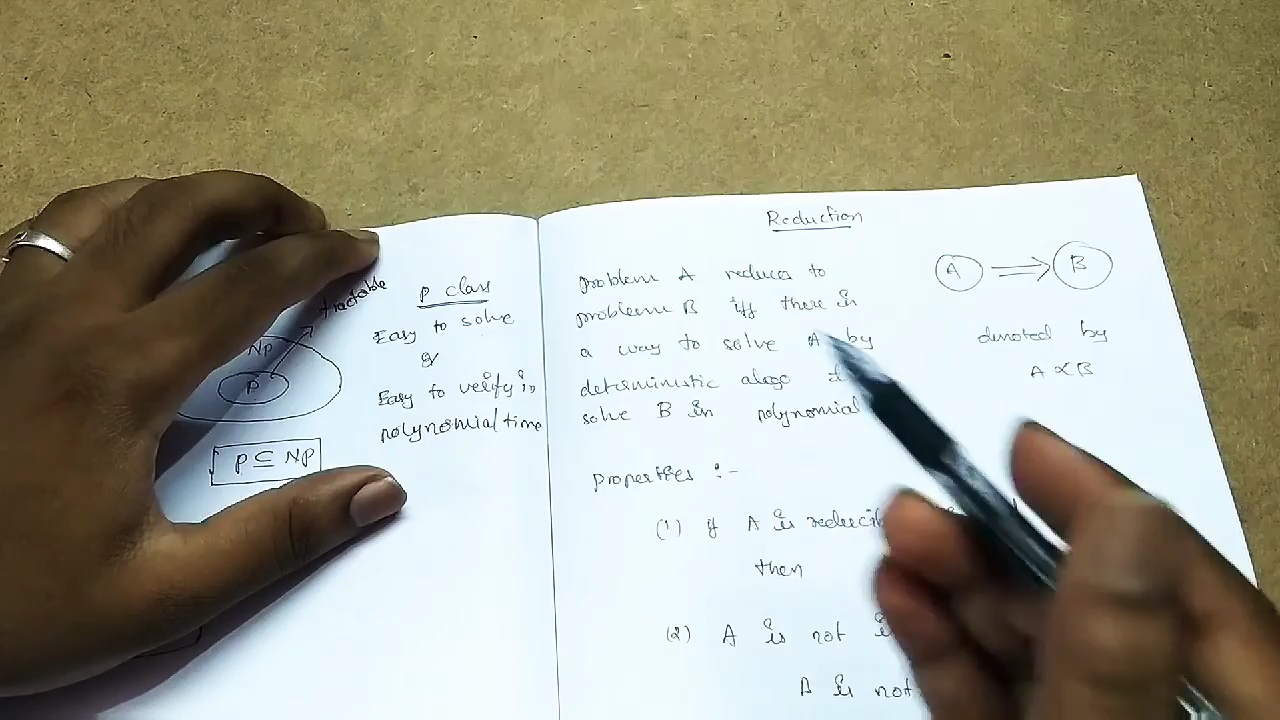 tractable
NP
P
P ⊆ NP
P class
Easy to solve
&
Easy to verify in
polynomial time
Reduction
problem A reduces to
problem B iff there is
a way to solve A by
deterministic algo
solve B in polynomial
A ⇒ B
denoted by
A ∝ B
Properties :-
(1) if A is
then
(2) A is not
A is not